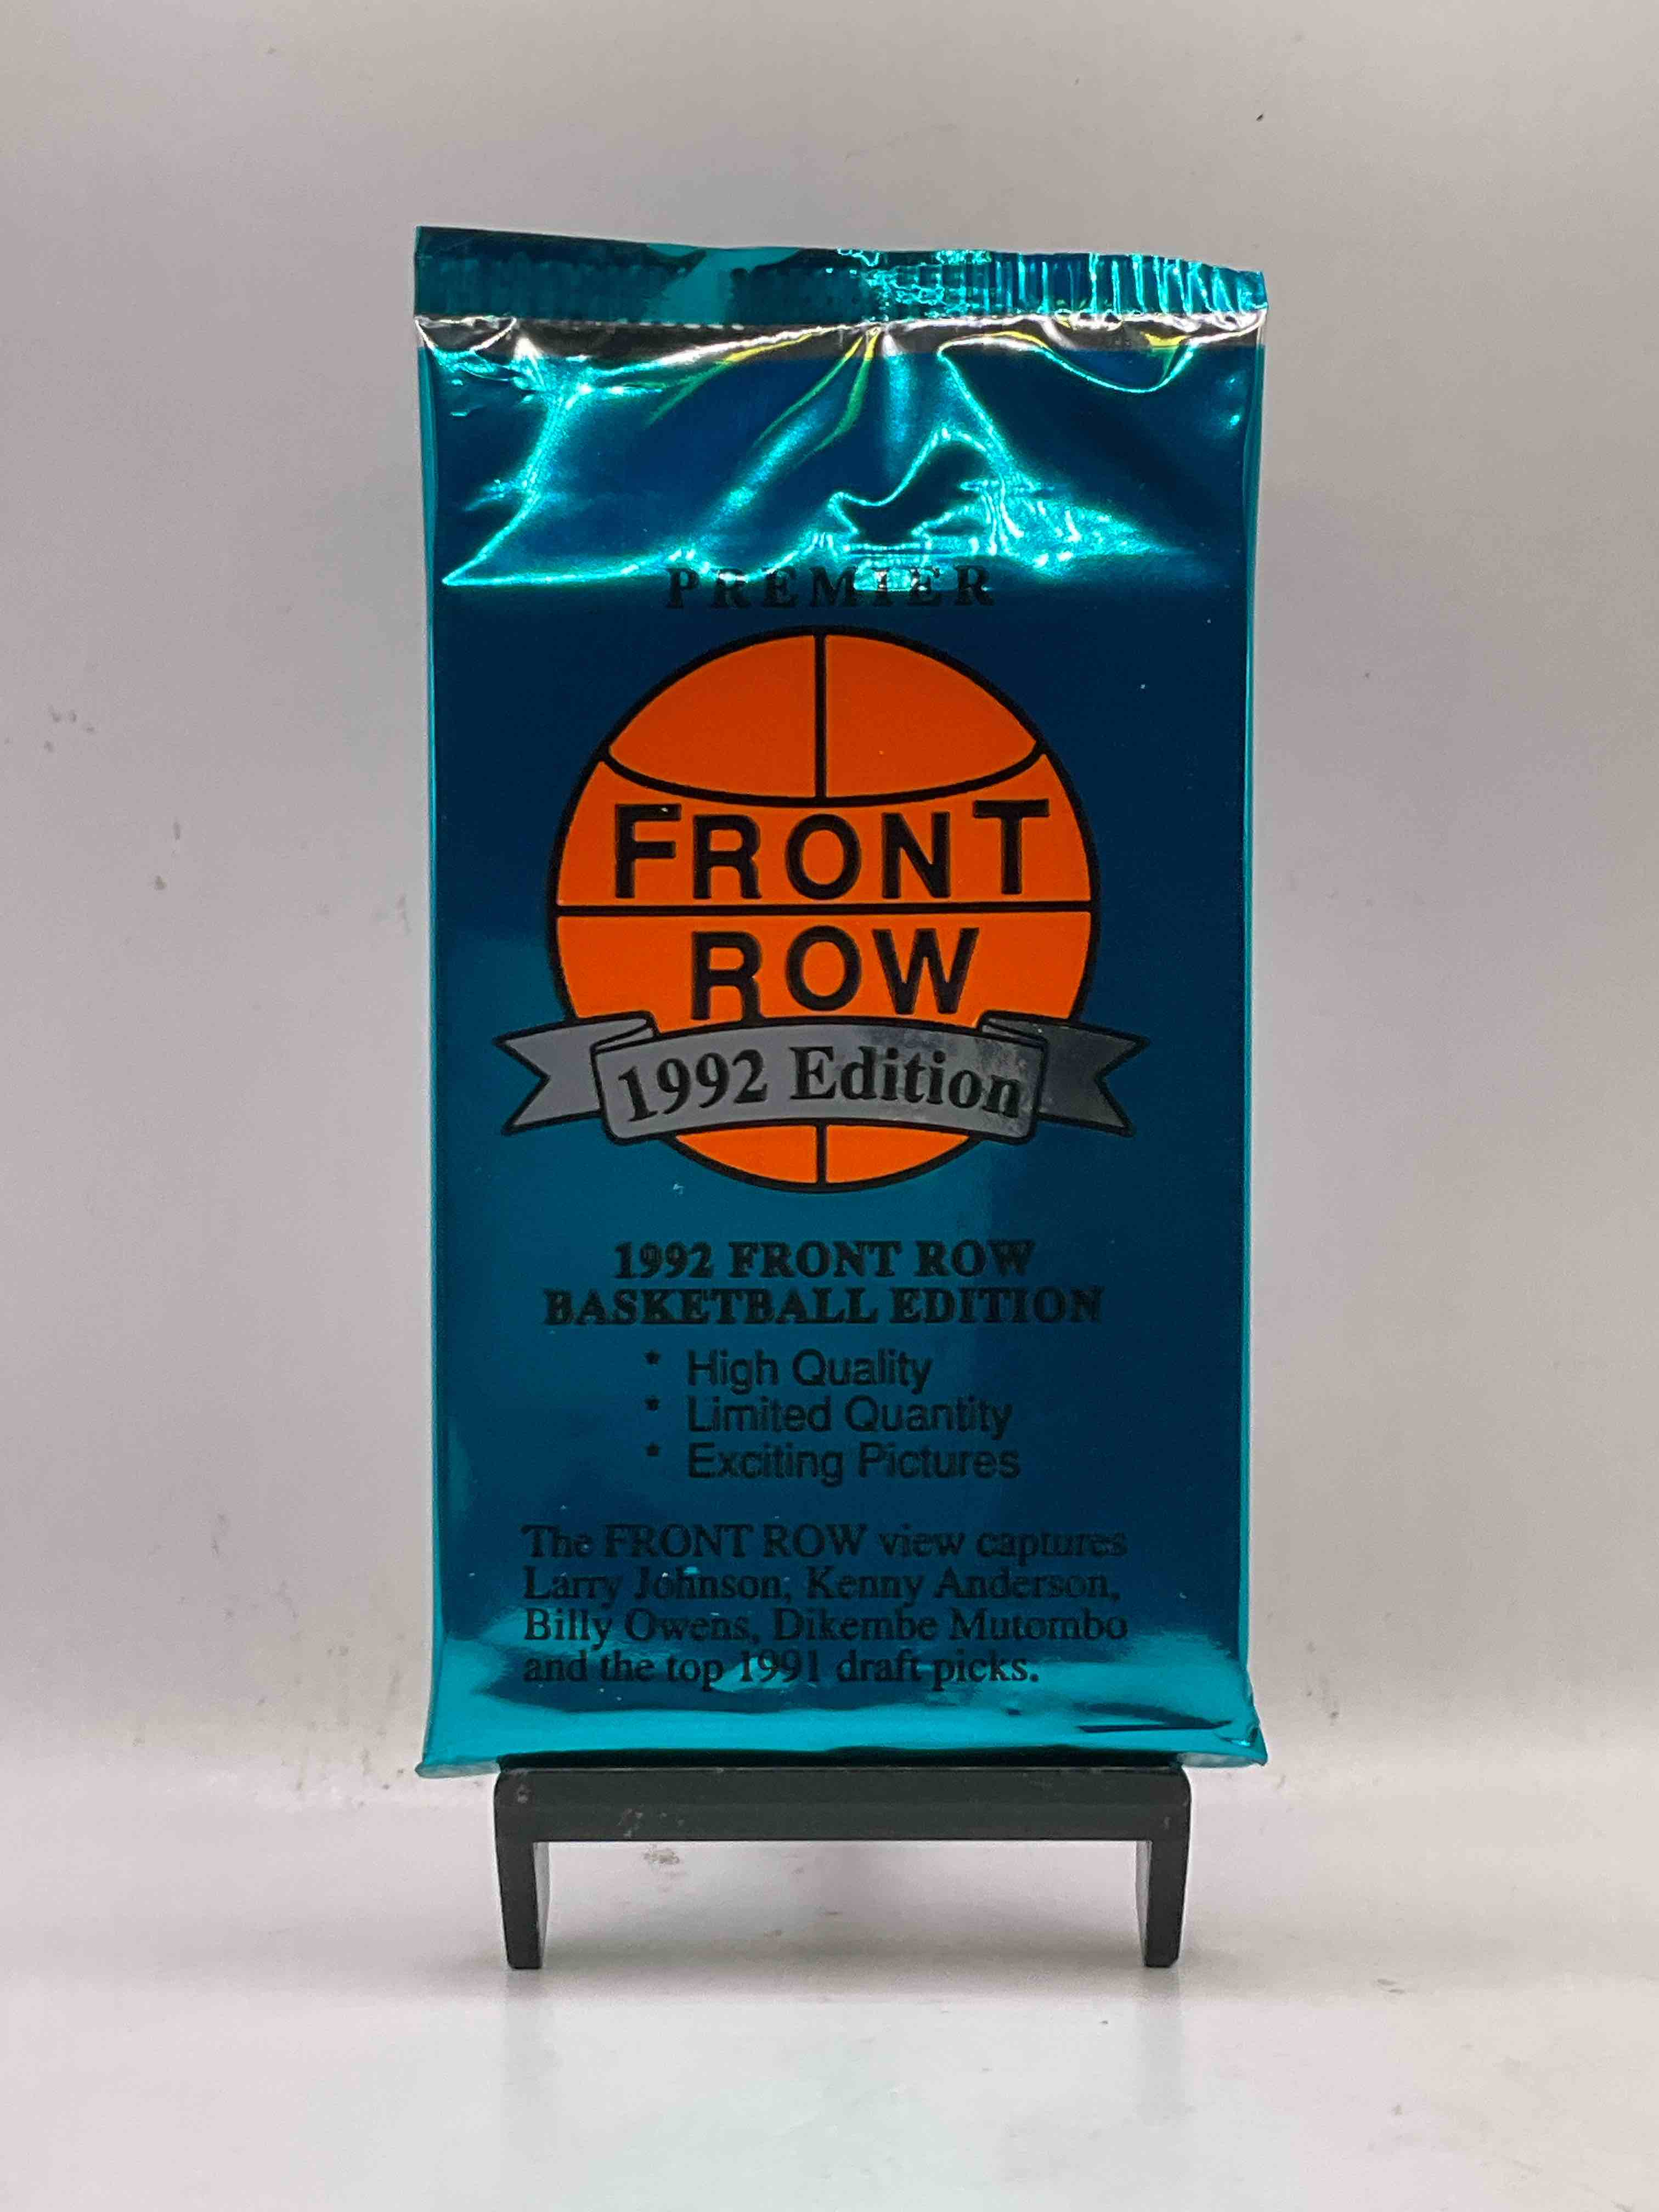 PREMIER
FRONT
ROW
1992 Edition
1992 FRONT ROW
BASKETBALL EDITION
* High Quality
* Limited Quantity
* Exciting Pictures
The FRONT ROW view captures
Larry Johnson, Kenny Anderson,
Billy Owens, Dikembe Mutombo
and the top 1991 draft picks.